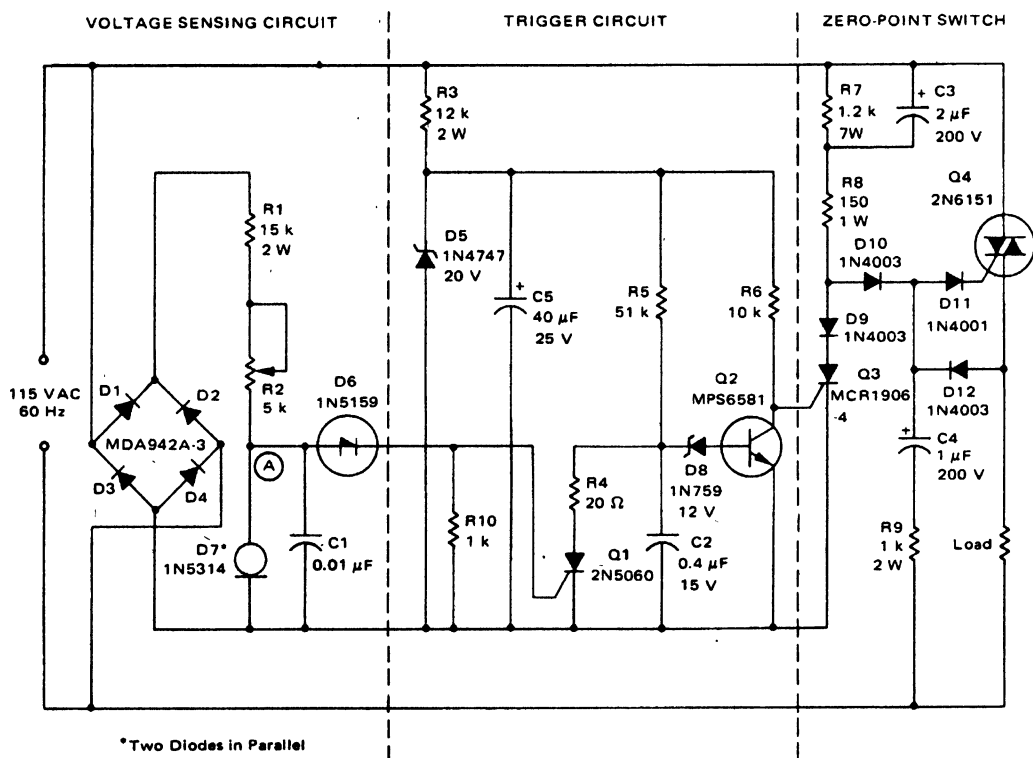 VOLTAGE SENSING CIRCUIT
TRIGGER CIRCUIT
ZERO-POINT SWITCH
115 VAC
60 Hz
D1
D2
MDA942A-3
D3
D4
R1
15 k
2 W
R2
5 k
A
D7*
1N5314
C1
0.01 μF
D6
1N5159
R3
12 k
2 W
D5
1N4747
20 V
+
C5
40 μF
25 V
R10
1 k
R4
20 Ω
Q1
2N5060
R5
51 k
C2
0.4 μF
15 V
D8
1N759
12 V
Q2
MPS6581
R6
10 k
R7
1.2 k
7W
+
C3
2 μF
200 V
R8
150
1 W
D10
1N4003
D9
1N4003
Q3
MCR1906
-4
Q4
2N6151
D11
1N4001
D12
1N4003
+
C4
1 μF
200 V
R9
1 k
2 W
Load
*Two Diodes in Parallel